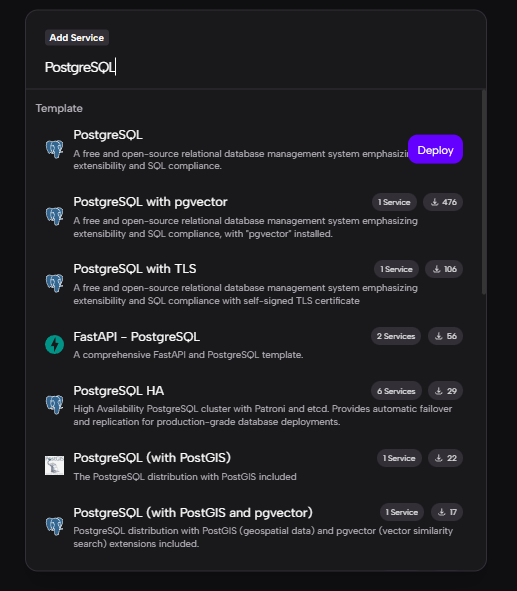 Add Service
PostgreSQL
Template
PostgreSQL
Deploy
A free and open-source relational database management system
extensibility and SQL compliance.
PostgreSQL with pgvector
1 Service
476
A free and open-source relational database management system emphasizing
extensibility and SQL compliance, with "pgvector" installed.
PostgreSQL with TLS
1 Service
106
A free and open-source relational database management system emphasizing
extensibility and SQL compliance with self-signed TLS certificate
FastAPI - PostgreSQL
2 Services
56
A comprehensive FastAPI and PostgreSQL template.
PostgreSQL HA
6 Services
29
High Availability PostgreSQL cluster with Patroni and etcd. Provides automatic failover
and replication for production-grade database deployments.
PostgreSQL (with PostGIS)
1 Service
22
The PostgreSQL distribution with PostGIS included
PostgreSQL (with PostGIS and pgvector)
1 Service
17
PostgreSQL distribution with PostGIS (geospatial data) and pgvector (vector similarity
search) extensions included.